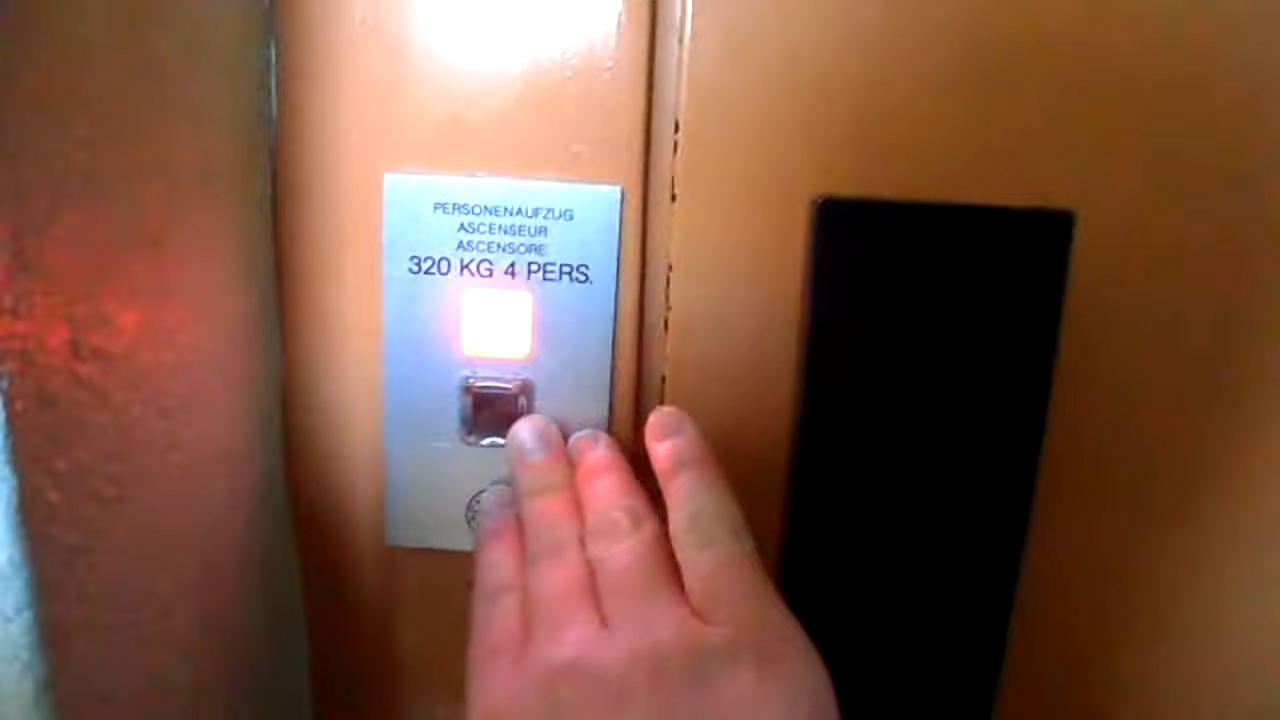 PERSONENAUFZUG
ASCENSEUR
ASCENSORE
320 KG 4 PERS.